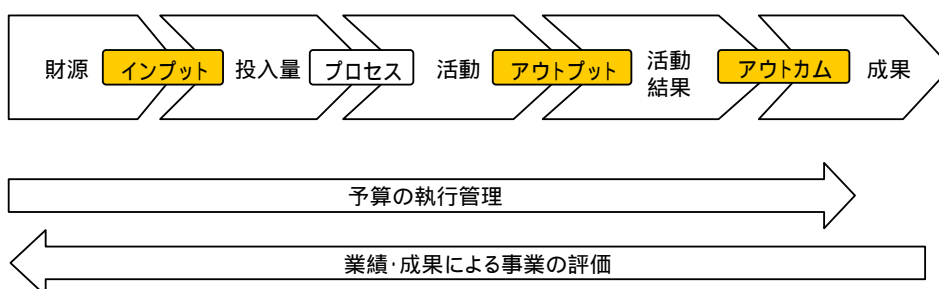 財源 インプット 投入量 プロセス 活動 アウトプット 活動 アウトカム 成果
結果
予算の執行管理
業績・成果による事業の評価